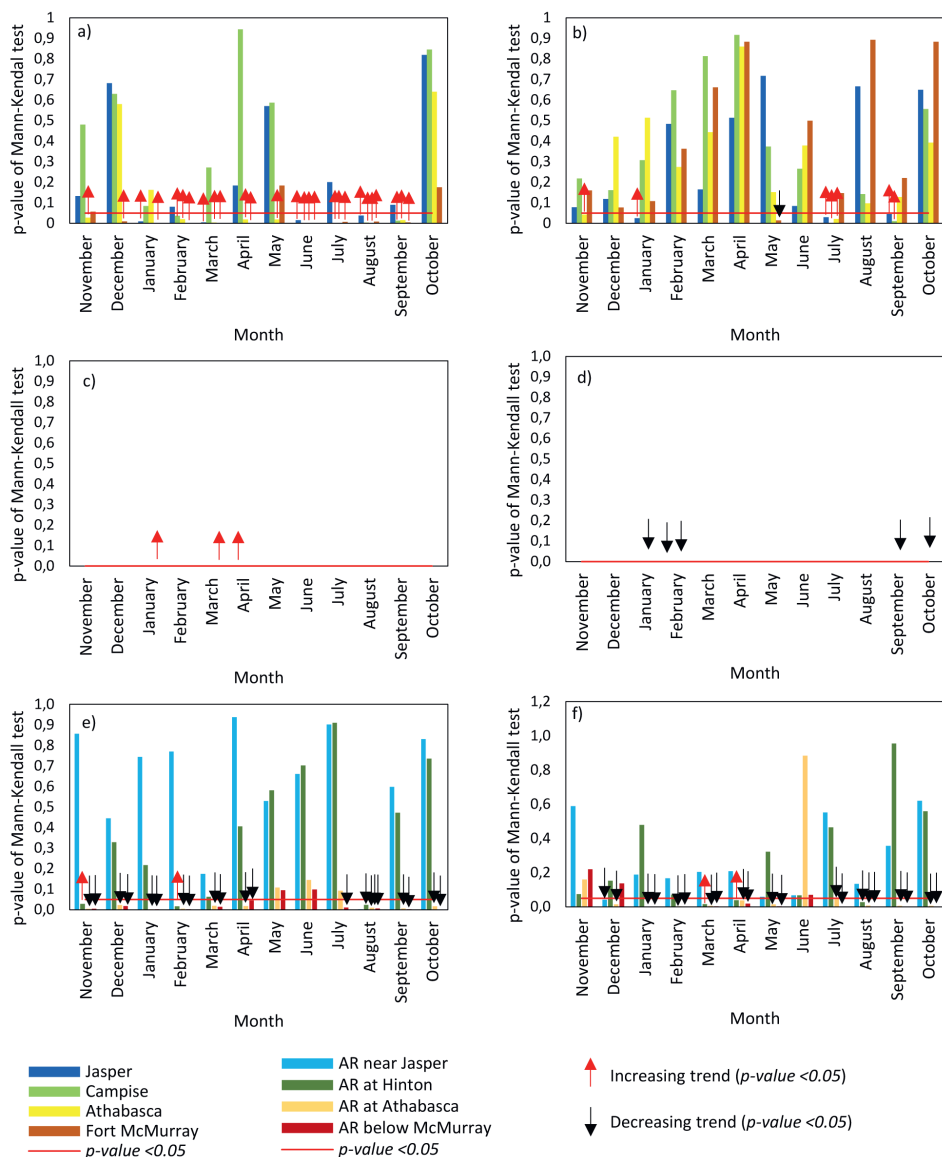 a)
p-value of Mann-Kendal test
1
0,9
0,8
0,7
0,6
0,5
0,4
0,3
0,2
0,1
0
November
December
January
February
March
April
May
June
July
August
September
October
Month
b)
p-value of Mann-Kendal test
1
0,9
0,8
0,7
0,6
0,5
0,4
0,3
0,2
0,1
0
November
December
January
February
March
April
May
June
July
August
September
October
Month
c)
p-value of Mann-Kendall test
1,0
0,9
0,8
0,7
0,6
0,5
0,4
0,3
0,2
0,1
0,0
November
December
January
February
March
April
May
June
July
August
September
October
Month
d)
p-value of Mann-Kendall test
1,0
0,9
0,8
0,7
0,6
0,5
0,4
0,3
0,2
0,1
0,0
November
December
January
February
March
April
May
June
July
August
September
October
Month
e)
p-value of Mann-Kendall test
1,0
0,9
0,8
0,7
0,6
0,5
0,4
0,3
0,2
0,1
0,0
November
December
January
February
March
April
May
June
July
August
September
October
Month
f)
p-value of Mann-Kendall test
1,2
1,0
0,8
0,6
0,4
0,2
0,0
November
December
January
February
March
April
May
June
July
August
September
October
Month
Jasper
Campise
Athabasca
Fort McMurray
p-value <0.05
AR near Jasper
AR at Hinton
AR at Athabasca
AR below McMurray
p-value <0.05
Increasing trend (p-value <0.05)
Decreasing trend (p-value <0.05)